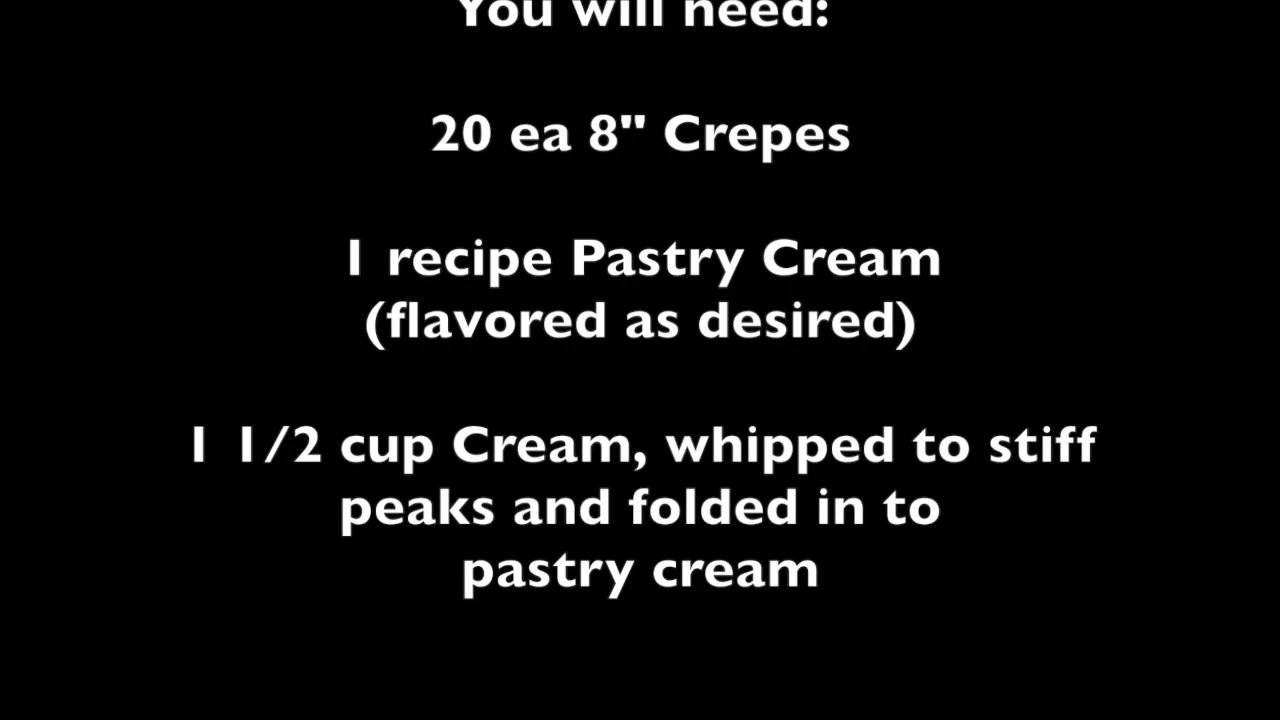 You will need:
20 ea 8" Crepes
1 recipe Pastry Cream
(flavored as desired)
1 1/2 cup Cream, whipped to stiff
peaks and folded in to
pastry cream